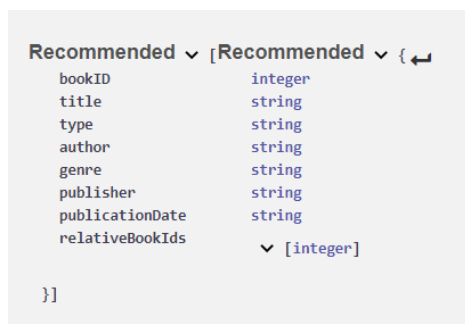 Recommended [Recommended {
bookID integer
title string
type string
author string
genre string
publisher string
publicationDate string
relativeBookIds [integer]
}]